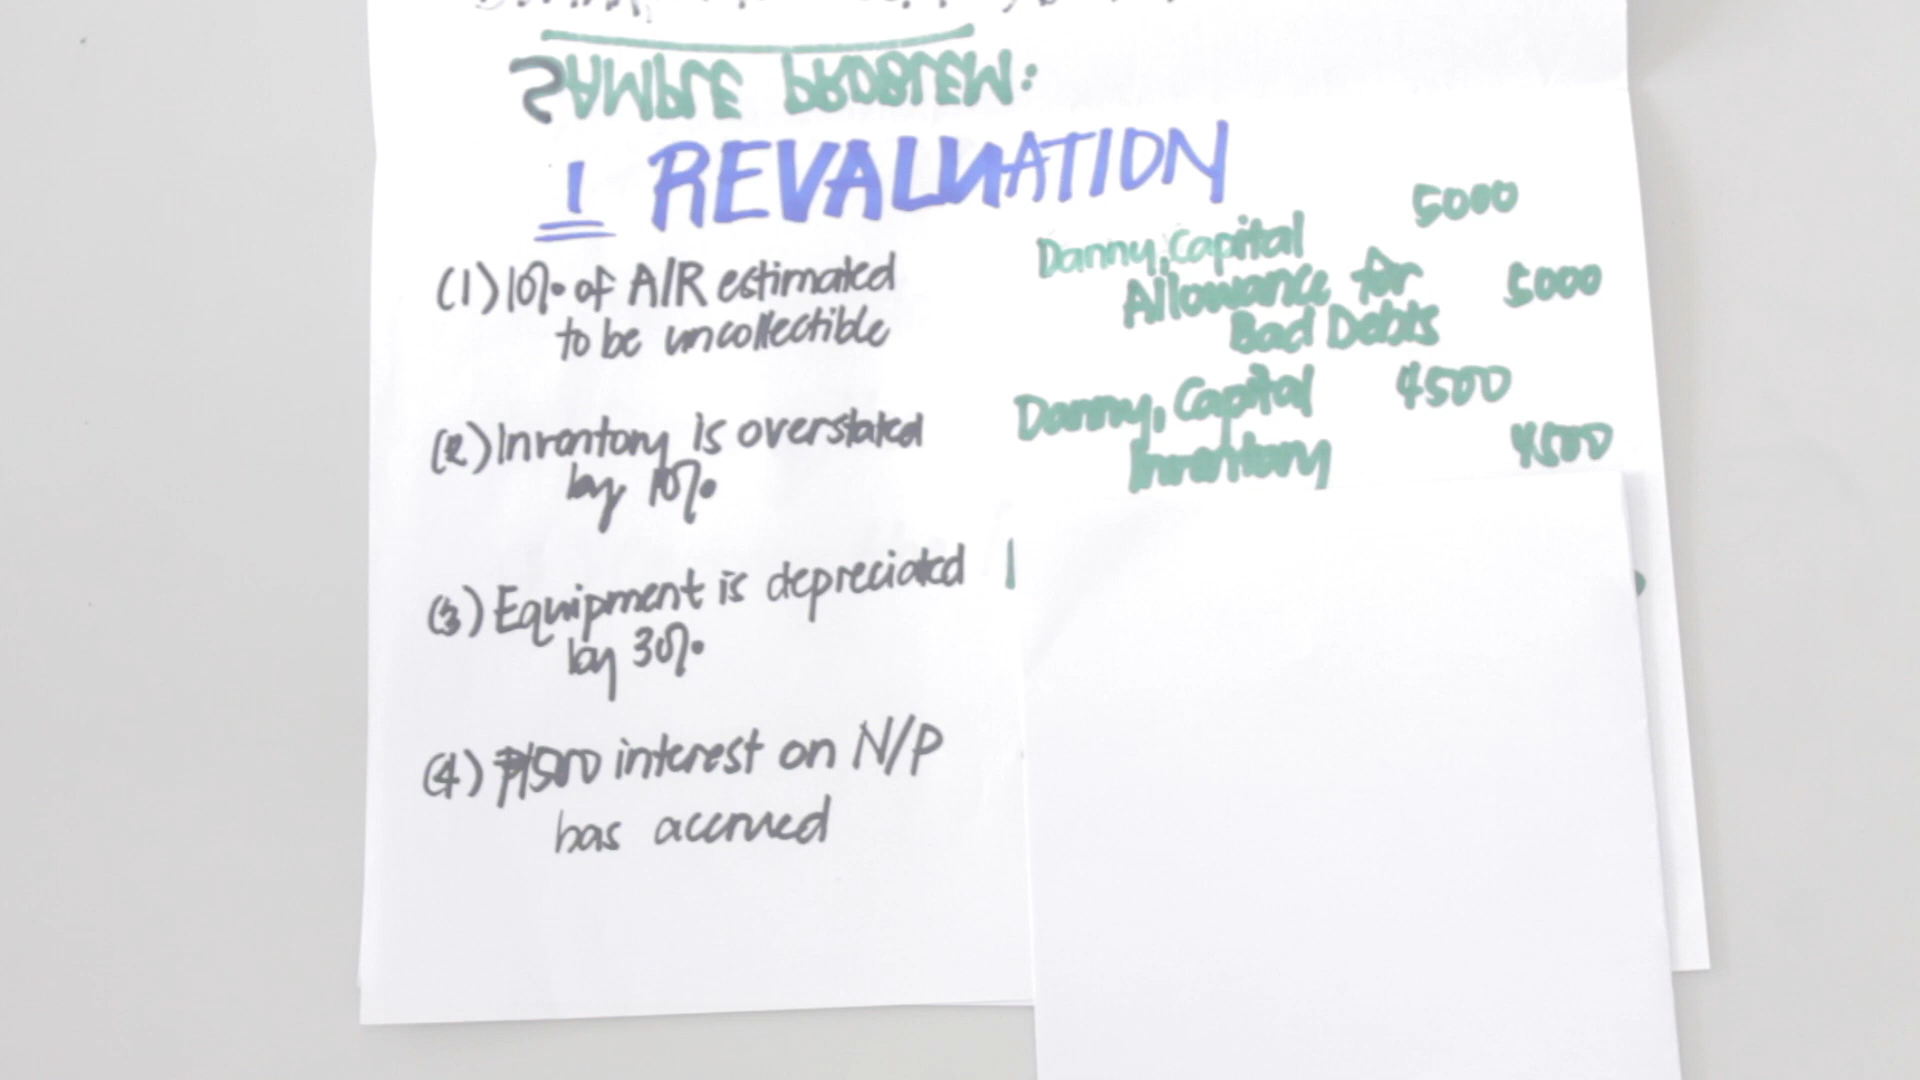 SAMPLE PROBLEM:
1 REVALUATION
(1) 10% of A/R estimated
to be uncollectible
Danny, Capital 5000
Allowance for 5000
Bad Debts
(2) Inventory is overstated
by 10%
Danny, Capital 4500
Inventory 4500
(3) Equipment is depreciated
by 30%
(4) ₱1500 interest on N/P
has accrued